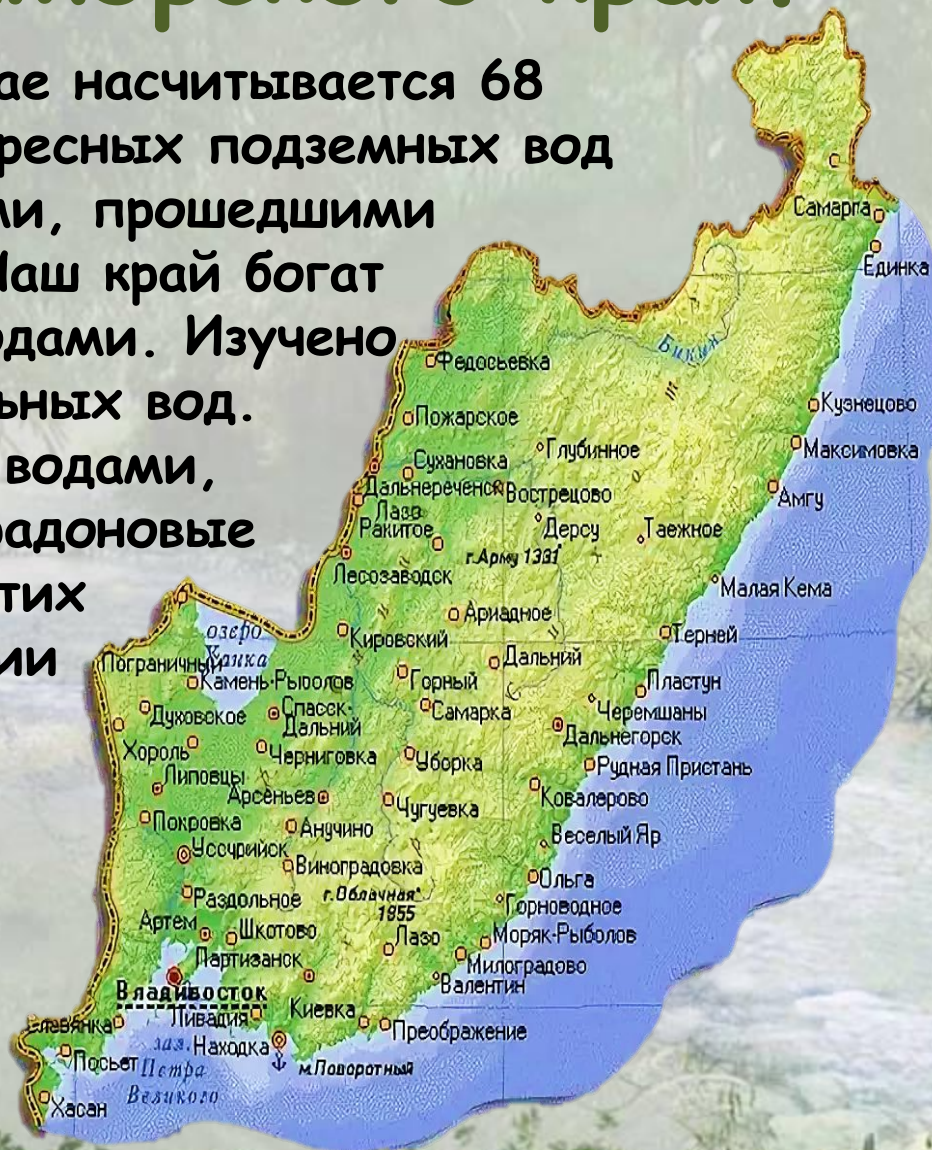 ае насчитывается 68
ресных подземных вод
ми, прошедшими
Наш край богат
одами. Изучено
ьных вод.
водами,
радоновые
тих
ии
Самарга
Единка
Бикин
Федосьевка
Кузнецово
Пожарское
Глубинное
Максимовка
Сухановка
Дальнереченск
Вострецово
Амгу
Лазо
Ракитое
Дерсу
Таежное
г.Арму 1331
Лесозаводск
Малая Кема
Ариадное
озеро
Ханка
Кировский
Терней
Пограничный
Дальний
Камень-Рыболов
Горный
Пластун
Духовское
Спасск-
Дальний
Самарка
Черемшаны
Дальнегорск
Хороль
Черниговка
Уборка
Рудная Пристань
Липовцы
Арсеньев
Чугуевка
Ковалерово
Покровка
Анучино
Веселый Яр
Уссурийск
Виноградовка
Ольга
Раздольное
г.Облачная
1855
Горноводное
Артем
Шкотово
Лазо
Моряк-Рыболов
Партизанск
Милоградово
Валентин
Владивосток
Киевка
Славянка
Ливадия
Преображение
зал.
Петра
Великого
Находка
Посьет
м.Поворотный
Хасан